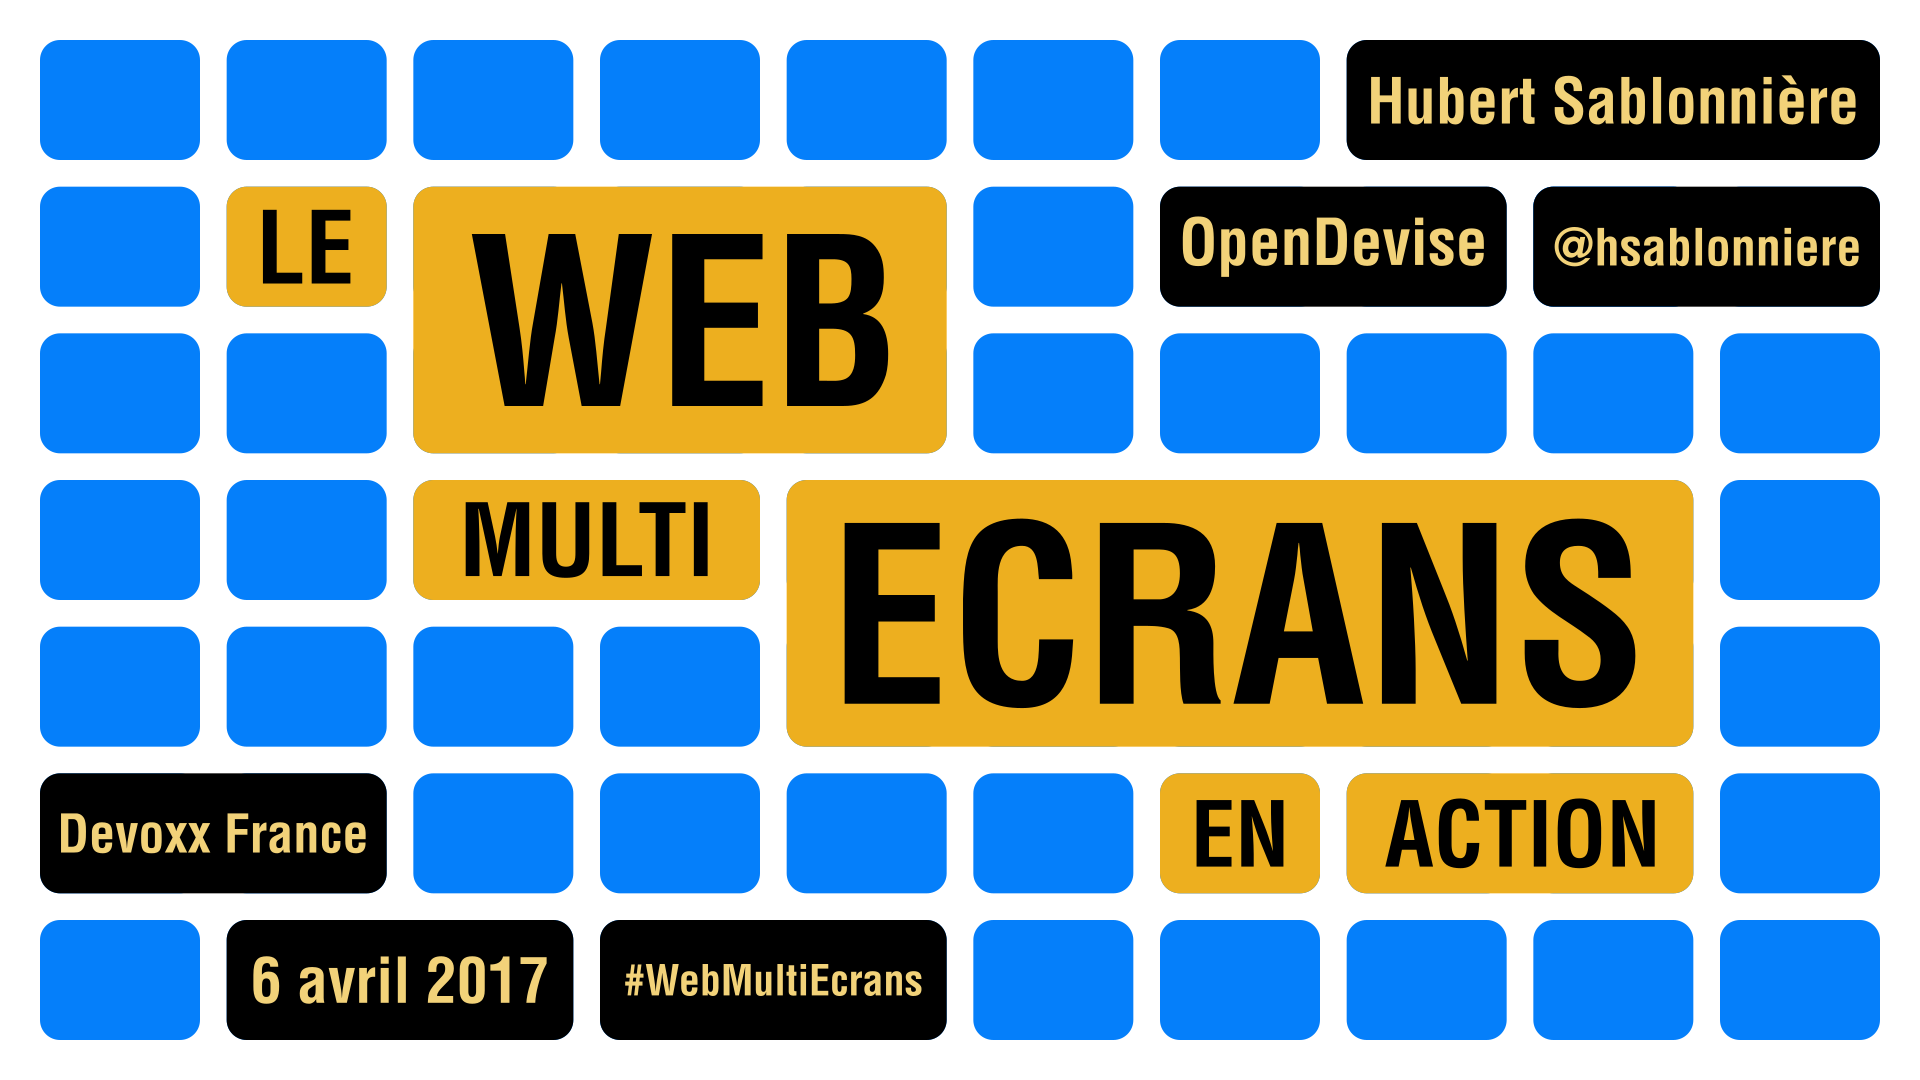 Hubert Sablonnière
LE WEB
OpenDevise @hsablonniere
MULTI ECRANS
Devoxx France
EN ACTION
6 avril 2017 #WebMultiEcrans